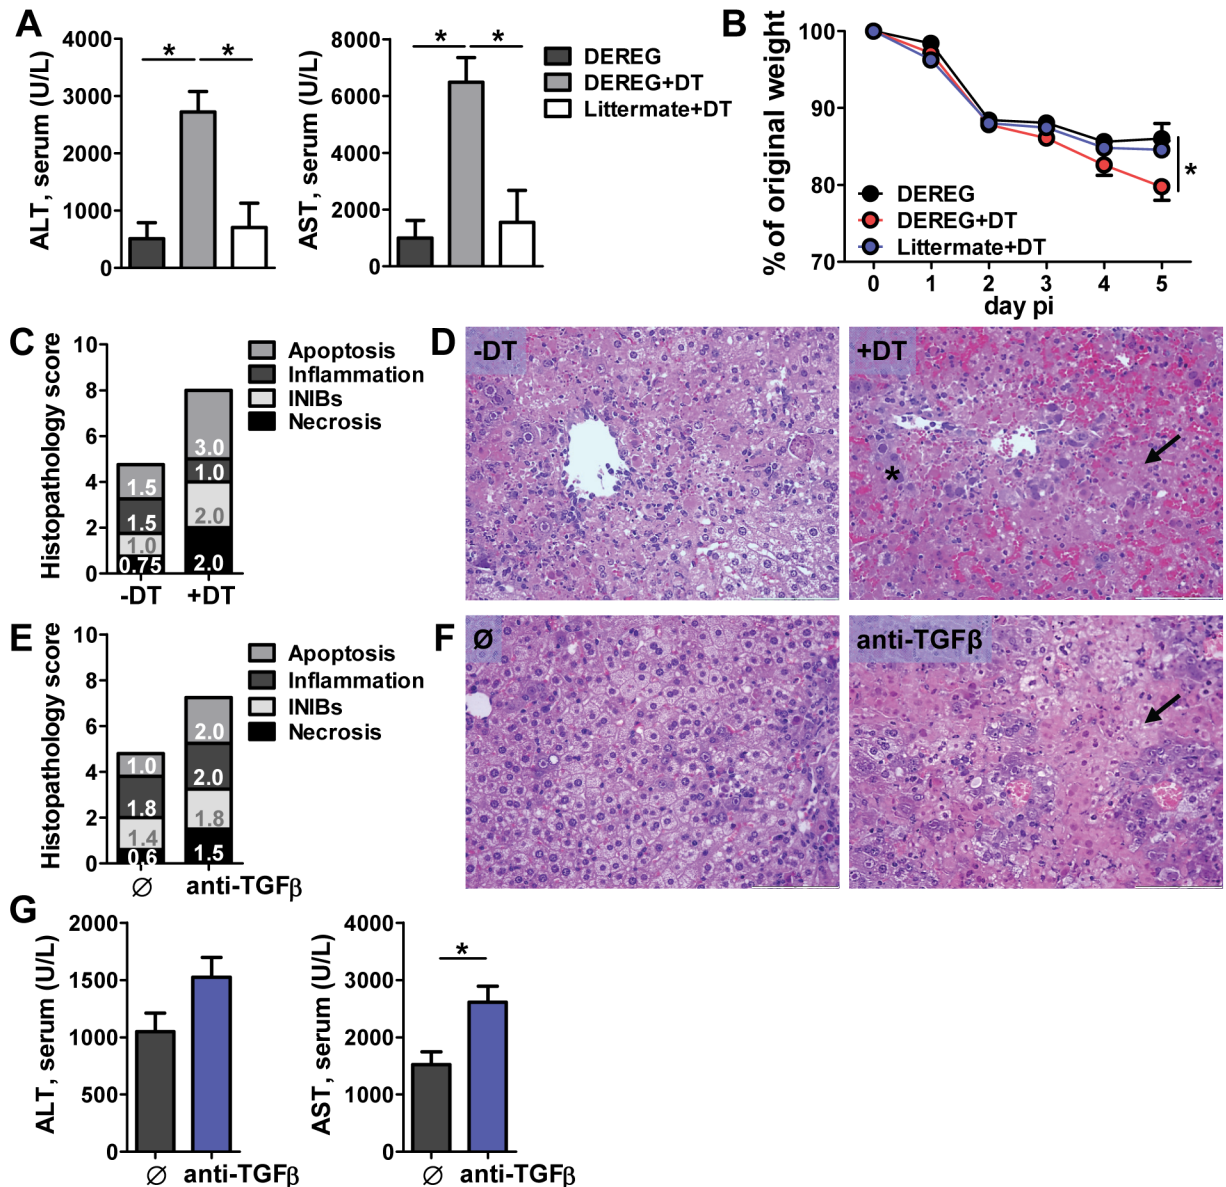 A
ALT, serum (U/L)
4000
3000
2000
1000
0
* *
AST, serum (U/L)
8000
6000
4000
2000
0
* *
DEREG
DEREG+DT
Littermate+DT
B
% of original weight
100
90
80
70
*
DEREG
DEREG+DT
Littermate+DT
0 1 2 3 4 5
day pi
C
Histopathology score
10
8
6
4
2
0
1.5
1.5
1.0
0.75
3.0
1.0
2.0
2.0
-DT +DT
Apoptosis
Inflammation
INIBs
Necrosis
D
-DT
+DT
*
E
Histopathology score
10
8
6
4
2
0
1.0
1.8
1.4
0.6
2.0
2.0
1.8
1.5
Ø anti-TGFβ
Apoptosis
Inflammation
INIBs
Necrosis
F
Ø
anti-TGFβ
G
ALT, serum (U/L)
2000
1500
1000
500
0
Ø anti-TGFβ
AST, serum (U/L)
4000
3000
2000
1000
0
*
Ø anti-TGFβ